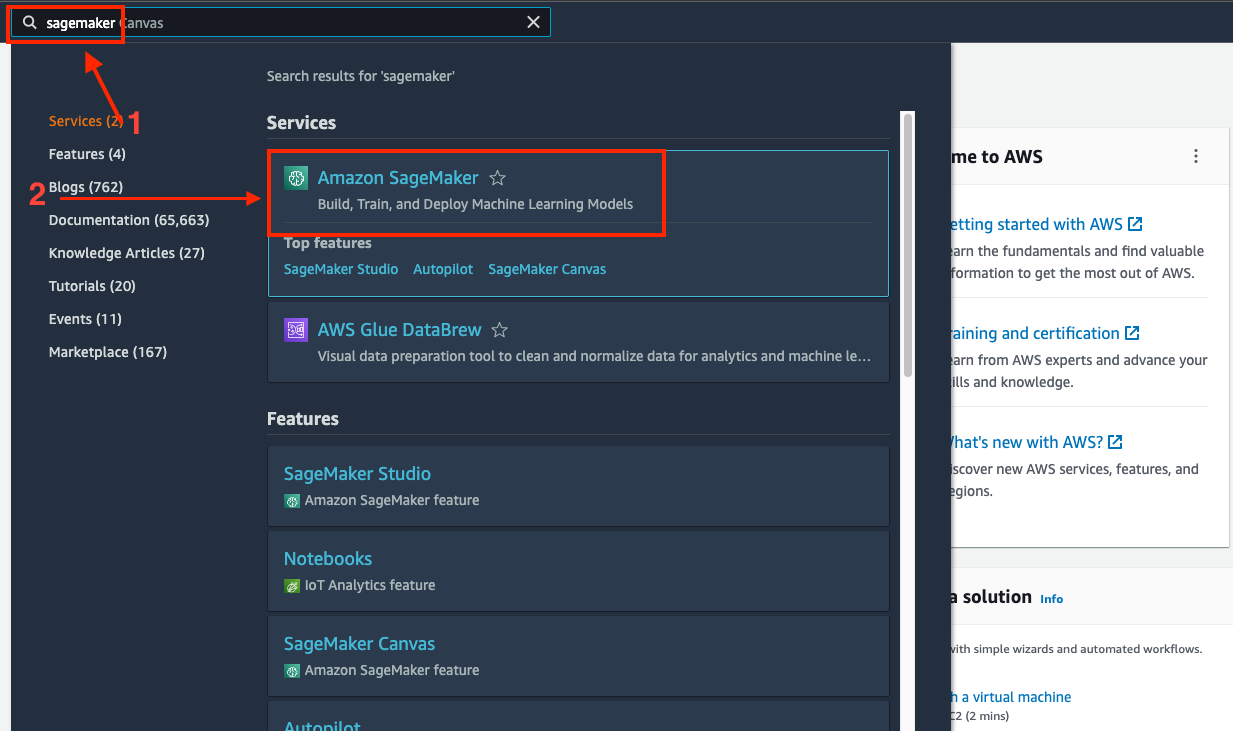 sagemaker Canvas
Search results for 'sagemaker'
1
Services (2)
Features (4)
2
Blogs (762)
Documentation (65,663)
Knowledge Articles (27)
Tutorials (20)
Events (11)
Marketplace (167)
Services
Amazon SageMaker
Build, Train, and Deploy Machine Learning Models
Top features
SageMaker Studio Autopilot SageMaker Canvas
AWS Glue DataBrew
Visual data preparation tool to clean and normalize data for analytics and machine le...
Features
SageMaker Studio
Amazon SageMaker feature
Notebooks
IoT Analytics feature
SageMaker Canvas
Amazon SageMaker feature
Autopilot
me to AWS
etting started with AWS
earn the fundamentals and find valuable
formation to get the most out of AWS.
raining and certification
earn from AWS experts and advance your
ills and knowledge.
hat's new with AWS?
iscover new AWS services, features, and
egions.
a solution Info
with simple wizards and automated workflows.
h a virtual machine
C2 (2 mins)